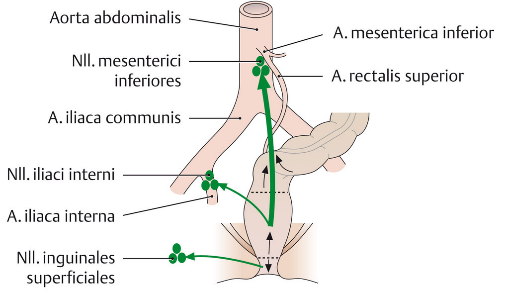 Aorta abdominalis
A. mesenterica inferior
Nll. mesenterici
inferiores
A. rectalis superior
A. iliaca communis
Nll. iliaci interni
A. iliaca interna
Nll. inguinales
superficiales